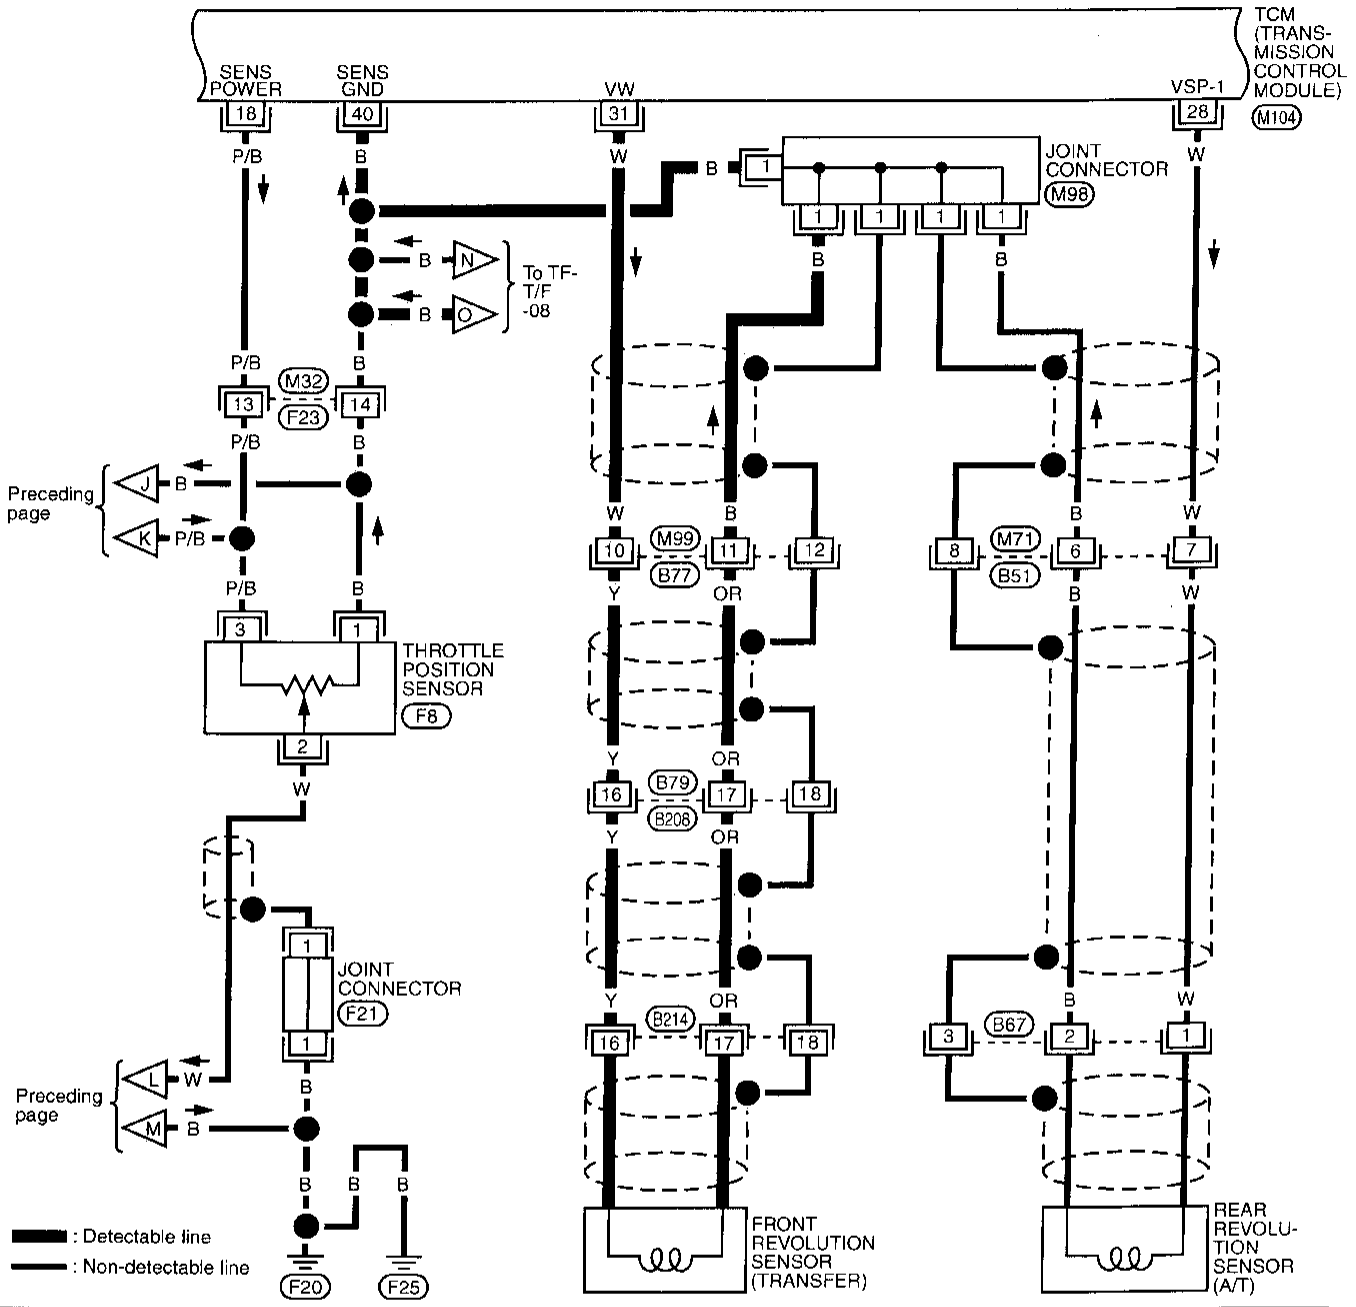 TCM
(TRANS-
MISSION
CONTROL
MODULE)
M104
SENS
POWER
SENS
GND
VW
VSP-1
18
40
31
28
P/B
B
W
W
B
1
JOINT
CONNECTOR
M98
1
1
1
1
B
N
B
B
B
O
To TF-
T/F
-08
P/B
B
M32
13
14
F23
P/B
B
Preceding
page
J
B
K
P/B
W
B
B
W
10
M99
11
12
8
M71
6
7
B77
B51
Y
OR
B
W
P/B
B
3
1
THROTTLE
POSITION
SENSOR
F8
2
W
Y
OR
B79
16
17
18
B208
Y
OR
1
JOINT
CONNECTOR
F21
1
Y
OR
B
W
B214
16
17
18
3
B67
2
1
Preceding
page
L
W
B
M
B
B
B
B
: Detectable line
: Non-detectable line
F20
F25
FRONT
REVOLUTION
SENSOR
(TRANSFER)
REAR
REVOLU-
TION
SENSOR
(A/T)